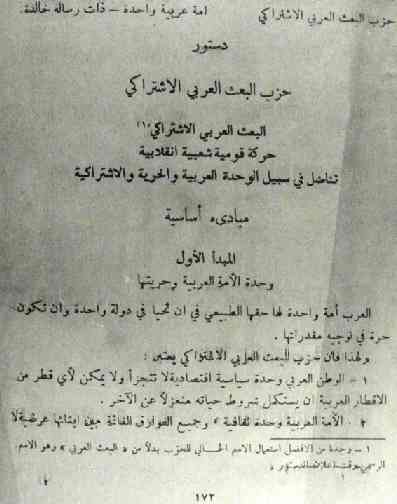 حزب البعث العربي الاشتراكي امة عربية واحدة – ذات رسالة خالدة.
دستور
حزب البعث العربي الاشتراكي
البعث العربي الاشتراكي (١)
حركة قومية شعبية انقلابية
تناضل في سبيل الوحدة العربية والحرية والاشتراكية
مبادىء أساسية
المبدأ الأول
وحدة الأمة العربية وحريتها
العرب أمة واحدة لها حقها الطبيعي في ان تحيا في دولة واحدة وان تكون
حرة في توجيه مقدراتها .
ولهذا فان حزب البعث العربي الاشتراكي يعتبر :
١ – الوطن العربي وحدة سياسية اقتصادية لا تتجزأ ولا يمكن لأي قطر من
الاقطار العربية ان يستكمل شروط حياته منعزلاً عن الآخر .
٢ – الأمة العربية وحدة ثقافية وجميع الفوارق القائمة بين ابنائها عرضية
١ – من الافضل استعمال الاسم الحالي للحزب بدلاً من « البعث العربي » وهو الاسم
الرسمي
١٧٢